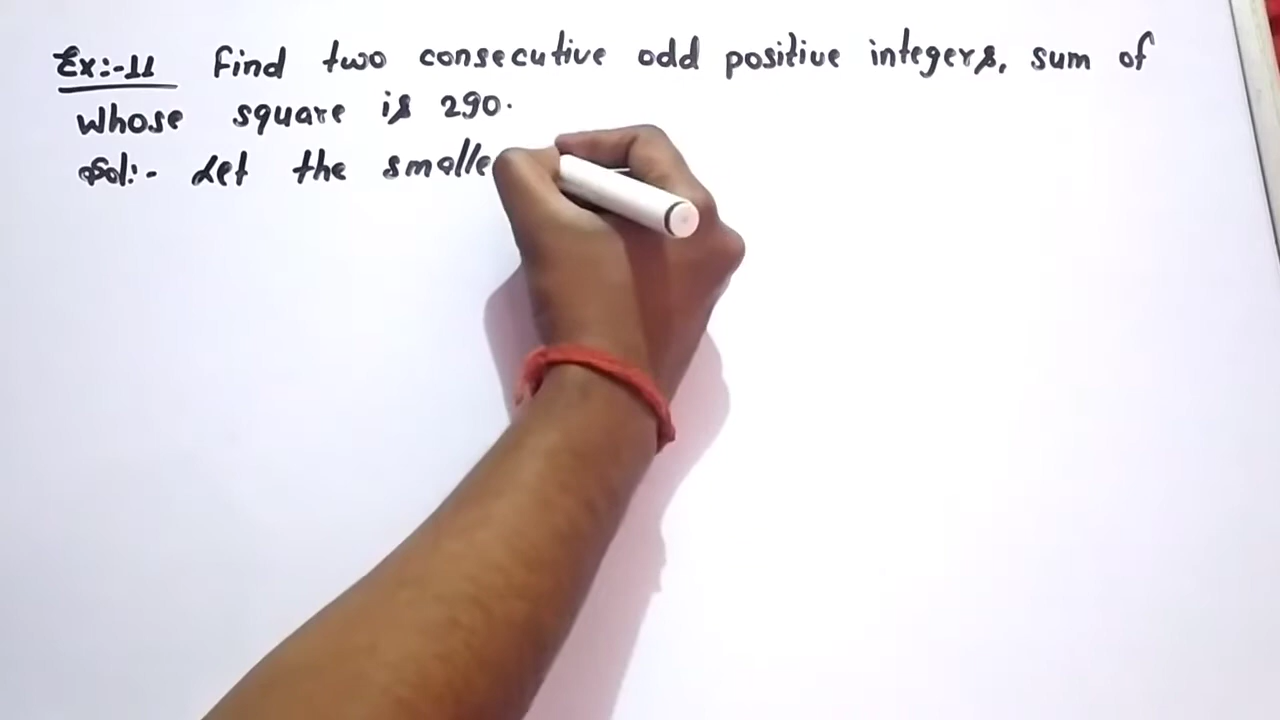 Ex:-11 Find two consecutive odd positive integers, sum of
whose square is 290.
Sol:- Let the smalle